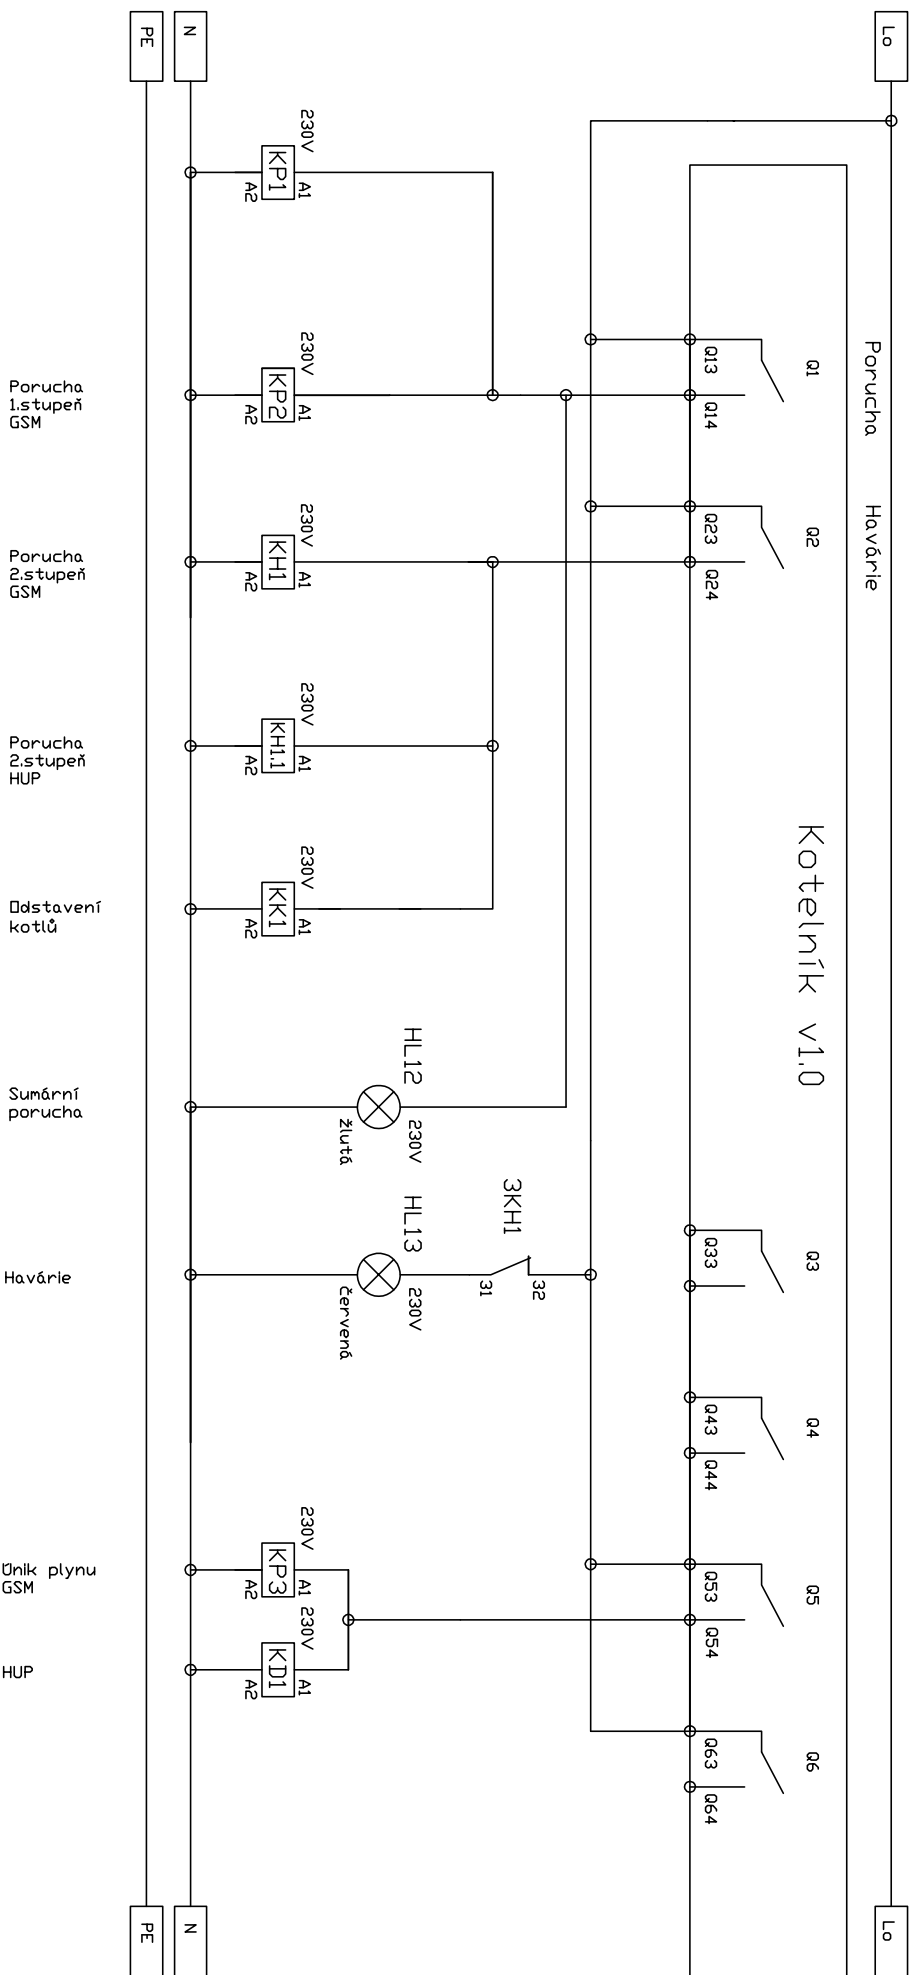 Lo
Lo
Porucha
Havárie
Kotelník v1.0
Q1
Q2
Q3
Q4
Q5
Q6
Q13
Q14
Q23
Q24
Q33
Q43
Q44
Q53
Q54
Q63
Q64
3KH1
31
32
HL12
230V
žlutá
HL13
230V
červená
230V
KP1
A1
A2
230V
KP2
A1
A2
230V
KH1
A1
A2
230V
KH1.1
A1
A2
230V
KK1
A1
A2
230V
KP3
A1
A2
230V
KD1
A1
A2
N
N
PE
PE
Porucha
1.stupeň
GSM
Porucha
2.stupeň
GSM
Porucha
2.stupeň
HUP
Odstavení
kotlů
Sumární
porucha
Havárie
Únik plynu
GSM
HUP